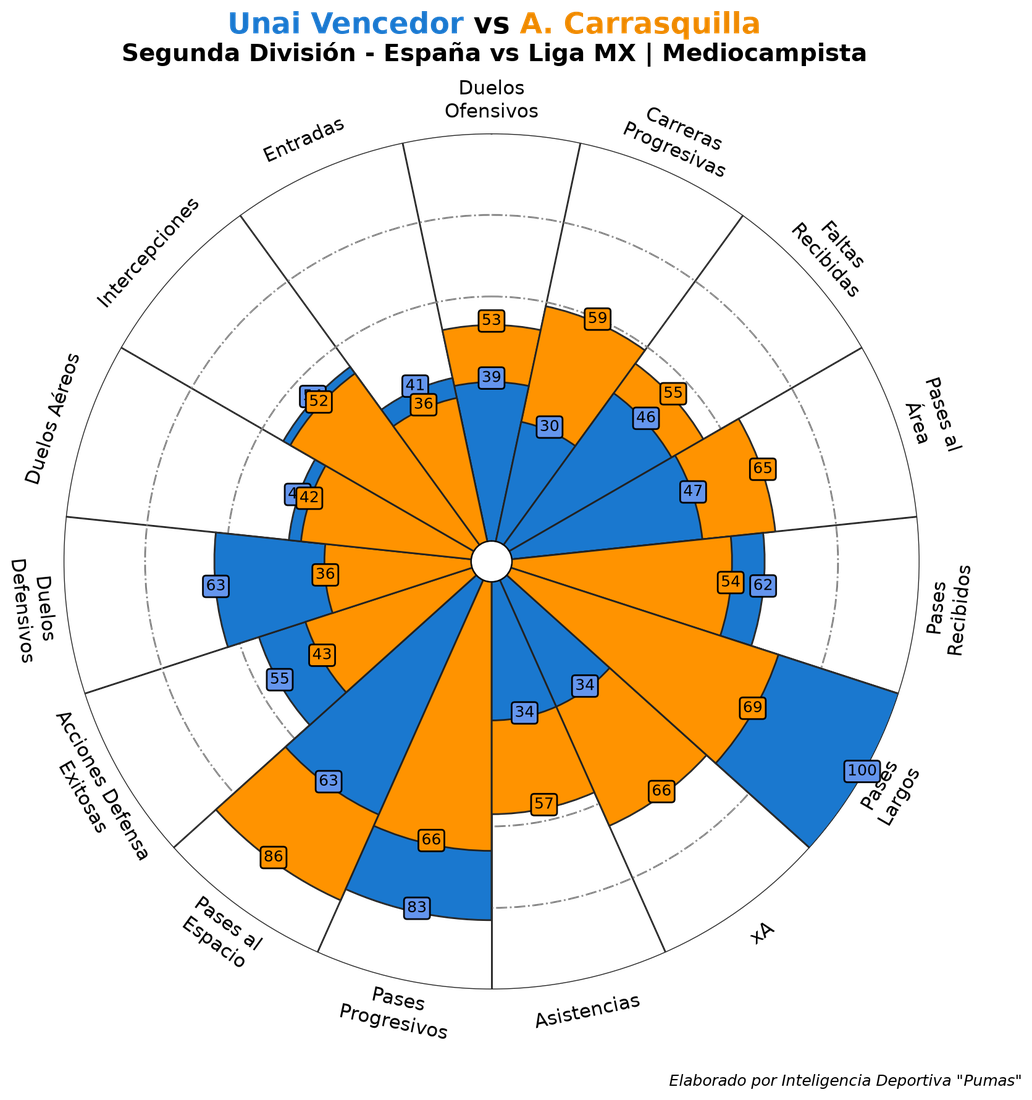 Unai Vencedor vs A. Carrasquilla
Segunda División - España vs Liga MX | Mediocampista
Duelos
Ofensivos
Carreras
Progresivas
Faltas
Recibidas
Pases al
Área
Pases
Recibidos
Pases
Largos
xA
Asistencias
Pases
Progresivos
Pases al
Espacio
Acciones Defensa
Exitosas
Duelos
Defensivos
Duelos Aéreos
Intercepciones
Entradas
53
39
59
30
55
46
65
47
54
62
69
100
34
66
34
57
66
83
63
86
43
55
36
63
42
52
41
36
Elaborado por Inteligencia Deportiva "Pumas"